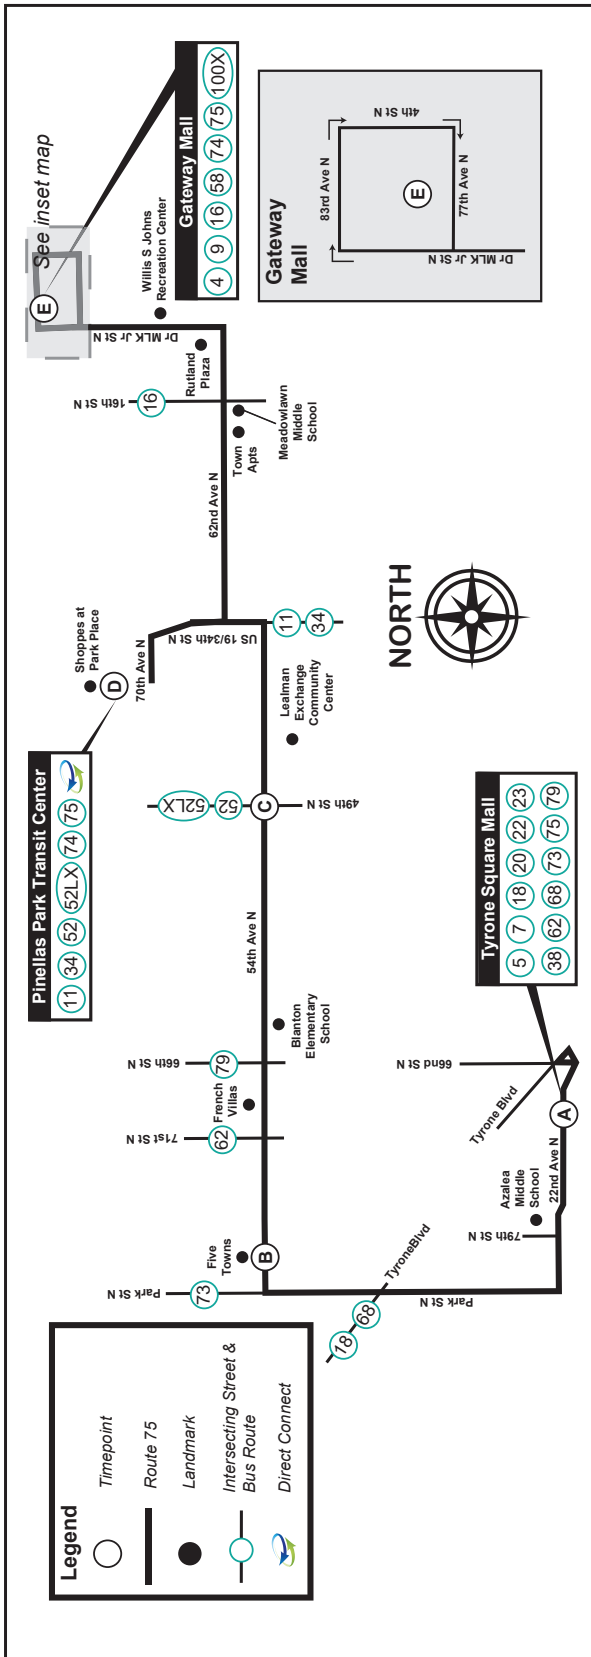 Legend
Timepoint
Route 75
Landmark
Intersecting Street &
Bus Route
Direct Connect
Pinellas Park Transit Center
11 34 52 52LX 74 75
Shoppes at
Park Place
D
70th Ave N
US 19/34th St N
11
34
See inset map
E
Gateway Mall
4 9 16 58 74 75 100X
Willis S Johns
Recreation Center
Dr MLK Jr St N
Rutland
Plaza
16th St N
16
Meadowlawn
Middle
School
Town
Apts
62nd Ave N
Gateway
Mall
83rd Ave N
4th St N
77th Ave N
Dr MLK Jr St N
E
NORTH
Lealman
Exchange
Community
Center
52LX
52
C
49th St N
54th Ave N
Blanton
Elementary
School
66th St N
79
French
Villas
71st St N
62
Five
Towns
B
Park St N
73
18
68
TyroneBlvd
Park St N
79th St N
Azalea
Middle
School
22nd Ave N
A
Tyrone Blvd
66nd St N
Tyrone Square Mall
5 7 18 20 22 23
38 62 68 73 75 79